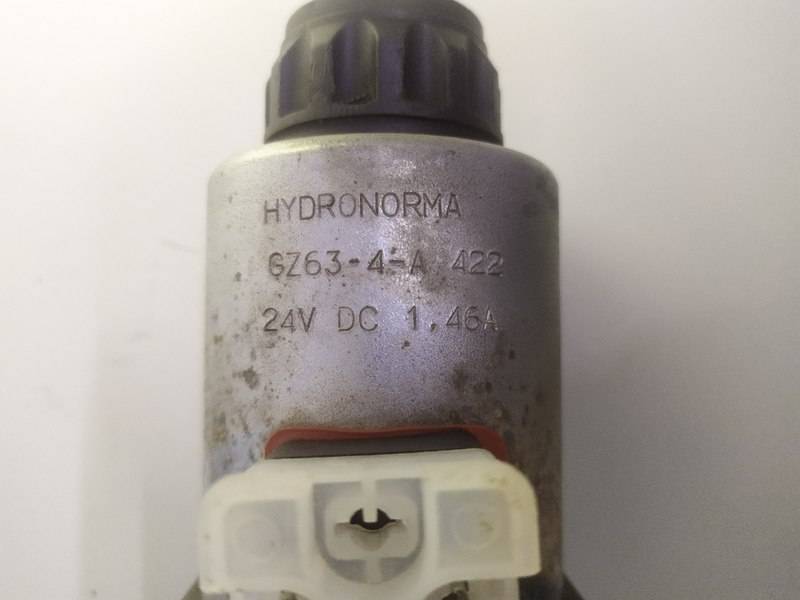 HYDRONORMA
GZ63-4-A 422
24V DC 1.46A